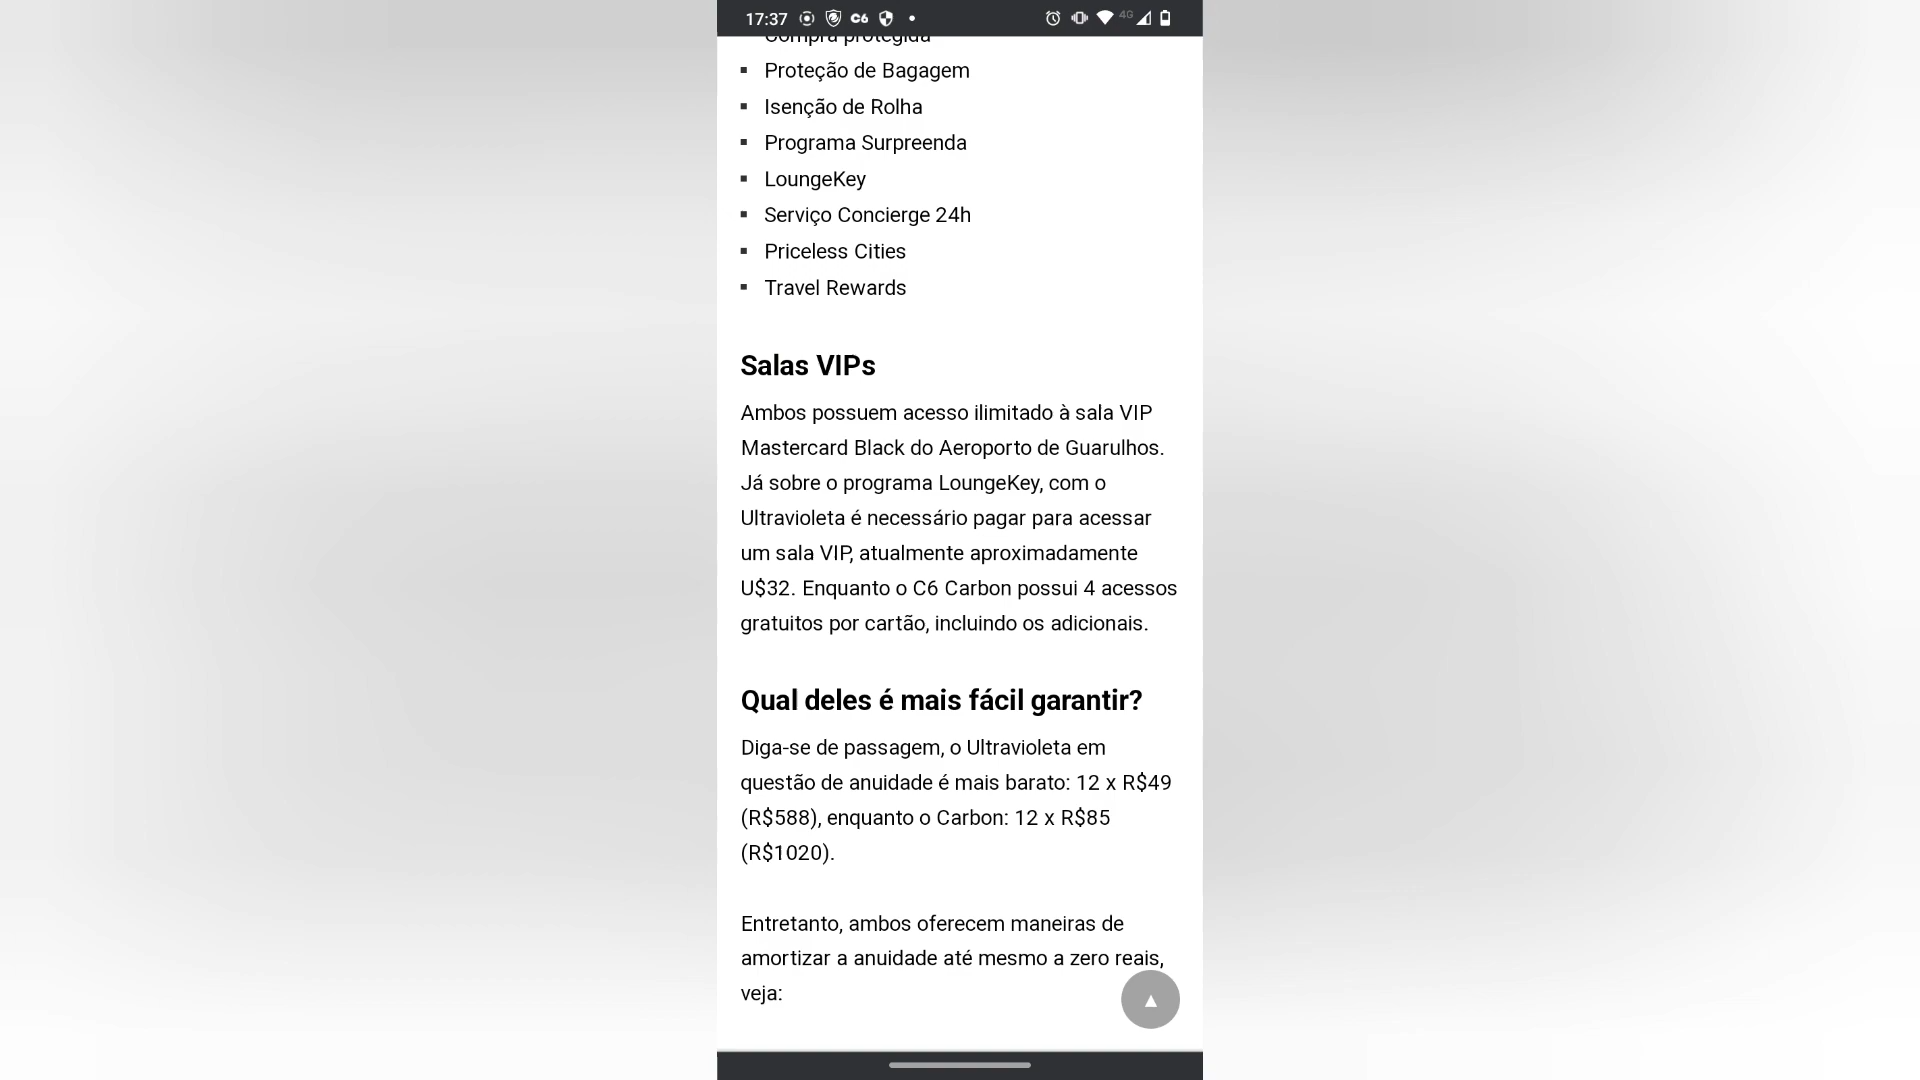 17:37
C6
4G
Compra protegida
Proteção de Bagagem
Isenção de Rolha
Programa Surpreenda
LoungeKey
Serviço Concierge 24h
Priceless Cities
Travel Rewards
Salas VIPs
Ambos possuem acesso ilimitado à sala VIP
Mastercard Black do Aeroporto de Guarulhos.
Já sobre o programa LoungeKey, com o
Ultravioleta é necessário pagar para acessar
um sala VIP, atualmente aproximadamente
U$32. Enquanto o C6 Carbon possui 4 acessos
gratuitos por cartão, incluindo os adicionais.
Qual deles é mais fácil garantir?
Diga-se de passagem, o Ultravioleta em
questão de anuidade é mais barato: 12 x R$49
(R$588), enquanto o Carbon: 12 x R$85
(R$1020).
Entretanto, ambos oferecem maneiras de
amortizar a anuidade até mesmo a zero reais,
veja: